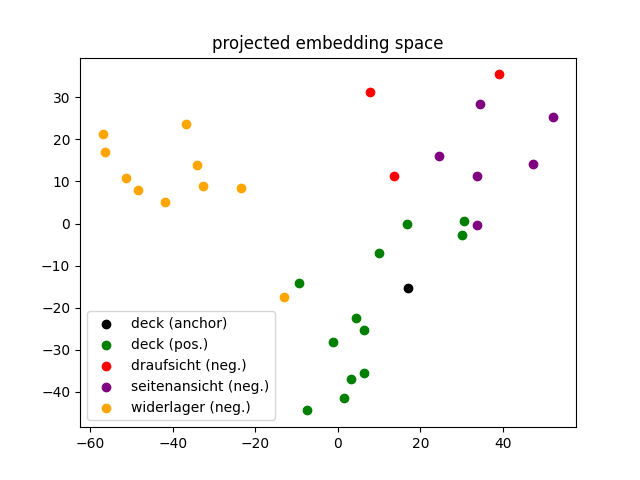 projected embedding space
30
20
10
0
−10
−20
−30
−40
deck (anchor)
deck (pos.)
draufsicht (neg.)
seitenansicht (neg.)
widerlager (neg.)
−60 −40 −20 0 20 40